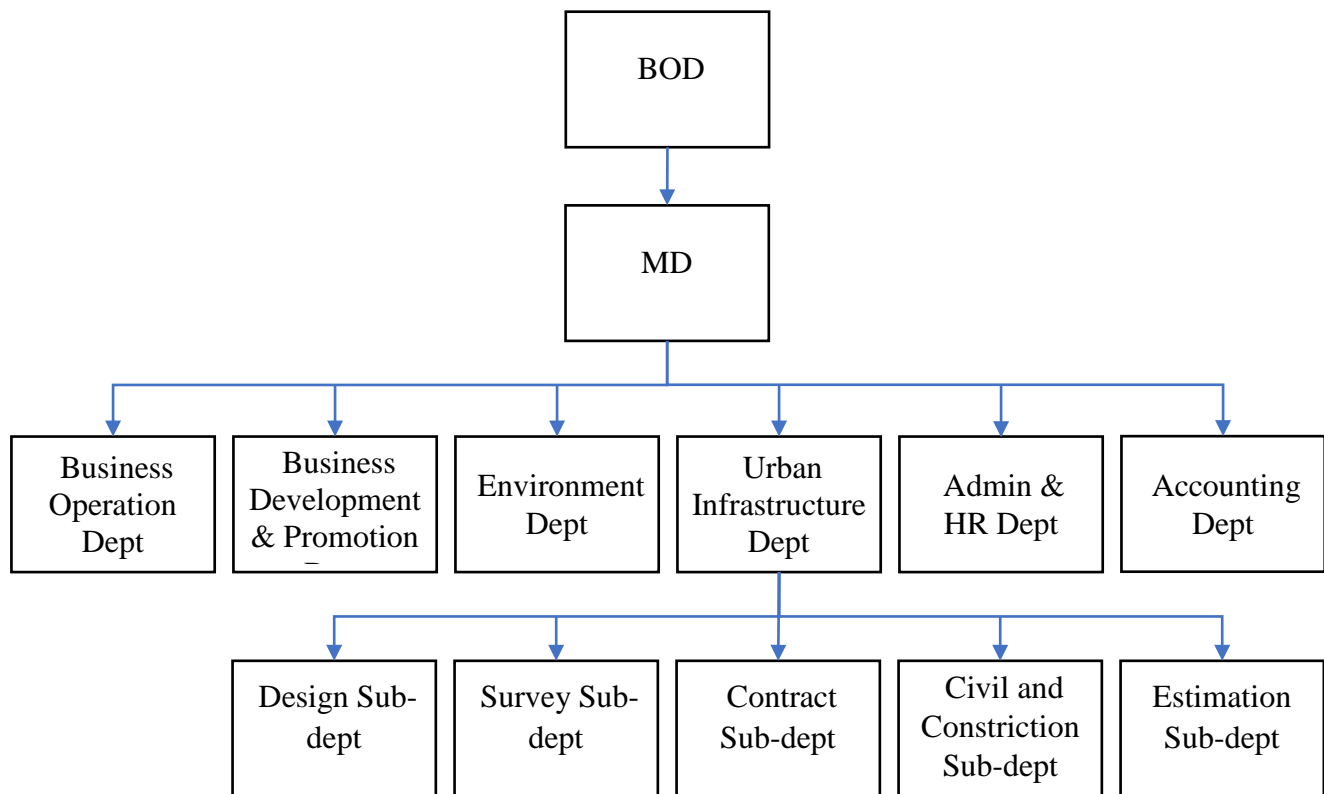 BOD
MD
Business
Operation
Dept
Business
Development
& Promotion
Environment
Dept
Urban
Infrastructure
Dept
Admin &
HR Dept
Accounting
Dept
Design Sub-
dept
Survey Sub-
dept
Contract
Sub-dept
Civil and
Constriction
Sub-dept
Estimation
Sub-dept